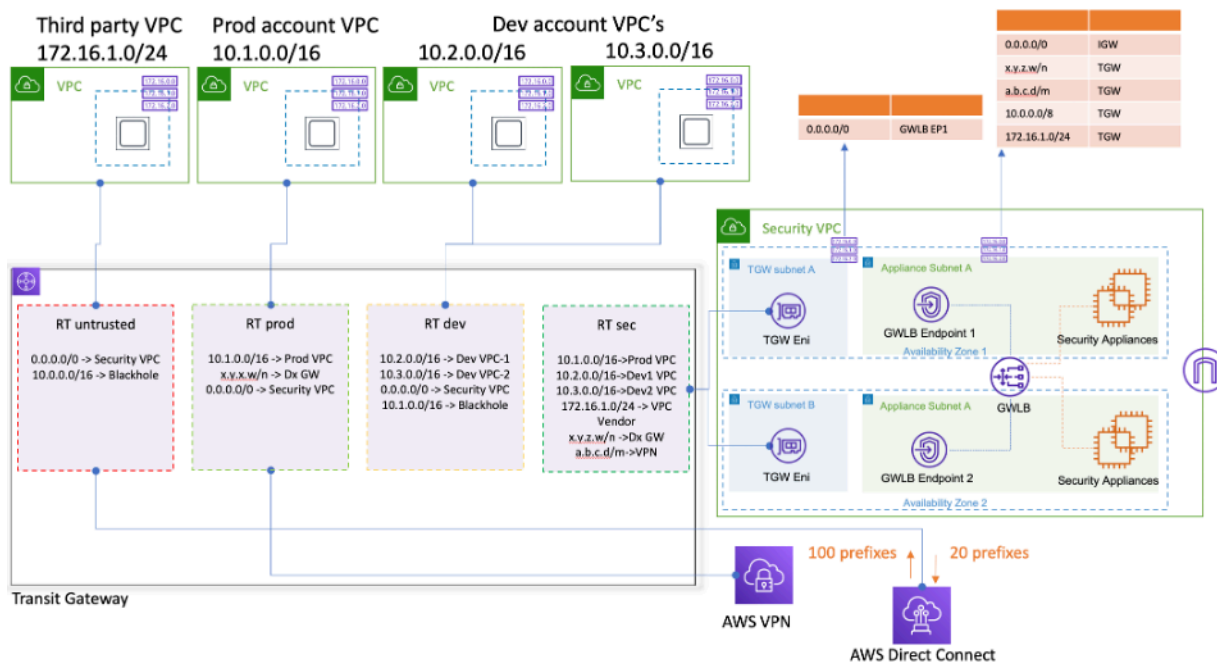 Third party VPC
172.16.1.0/24
Prod account VPC
10.1.0.0/16
Dev account VPC's
10.2.0.0/16
10.3.0.0/16
VPC
VPC
VPC
VPC
0.0.0.0/0 GWLB EP1
0.0.0.0/0 IGW
x.y.z.w/n TGW
a.b.c.d/m TGW
10.0.0.0/8 TGW
172.16.1.0/24 TGW
RT untrusted
0.0.0.0/0 -> Security VPC
10.0.0.0/16 -> Blackhole
RT prod
10.1.0.0/16 -> Prod VPC
x.y.x.w/n -> Dx GW
0.0.0.0/0 -> Security VPC
RT dev
10.2.0.0/16 -> Dev VPC-1
10.3.0.0/16 -> Dev VPC-2
0.0.0.0/0 -> Security VPC
10.1.0.0/16 -> Blackhole
RT sec
10.1.0.0/16->Prod VPC
10.2.0.0/16->Dev1 VPC
10.3.0.0/16->Dev2 VPC
172.16.1.0/24 -> VPC
Vendor
x.y.z.w/n ->Dx GW
a.b.c.d/m->VPN
Transit Gateway
Security VPC
TGW subnet A
TGW Eni
Appliance Subnet A
GWLB Endpoint 1
Security Appliances
Availability Zone 1
GWLB
TGW subnet B
TGW Eni
Appliance Subnet A
GWLB Endpoint 2
Security Appliances
Availability Zone 2
AWS VPN
100 prefixes
20 prefixes
AWS Direct Connect